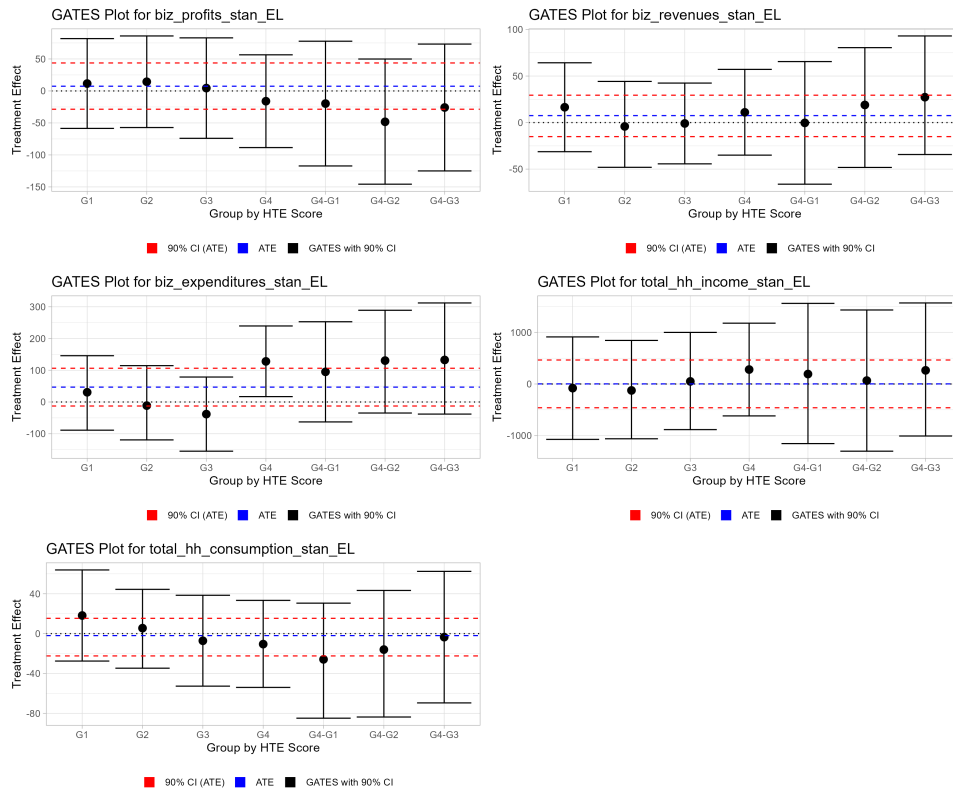 GATES Plot for biz_profits_stan_EL
Treatment Effect
50
0
-50
-100
-150
G1 G2 G3 G4 G4-G1 G4-G2 G4-G3
Group by HTE Score
90% CI (ATE) ATE GATES with 90% CI
GATES Plot for biz_revenues_stan_EL
Treatment Effect
100
50
0
-50
G1 G2 G3 G4 G4-G1 G4-G2 G4-G3
Group by HTE Score
90% CI (ATE) ATE GATES with 90% CI
GATES Plot for biz_expenditures_stan_EL
Treatment Effect
300
200
100
0
-100
G1 G2 G3 G4 G4-G1 G4-G2 G4-G3
Group by HTE Score
90% CI (ATE) ATE GATES with 90% CI
GATES Plot for total_hh_income_stan_EL
Treatment Effect
1000
0
-1000
G1 G2 G3 G4 G4-G1 G4-G2 G4-G3
Group by HTE Score
90% CI (ATE) ATE GATES with 90% CI
GATES Plot for total_hh_consumption_stan_EL
Treatment Effect
40
0
-40
-80
G1 G2 G3 G4 G4-G1 G4-G2 G4-G3
Group by HTE Score
90% CI (ATE) ATE GATES with 90% CI